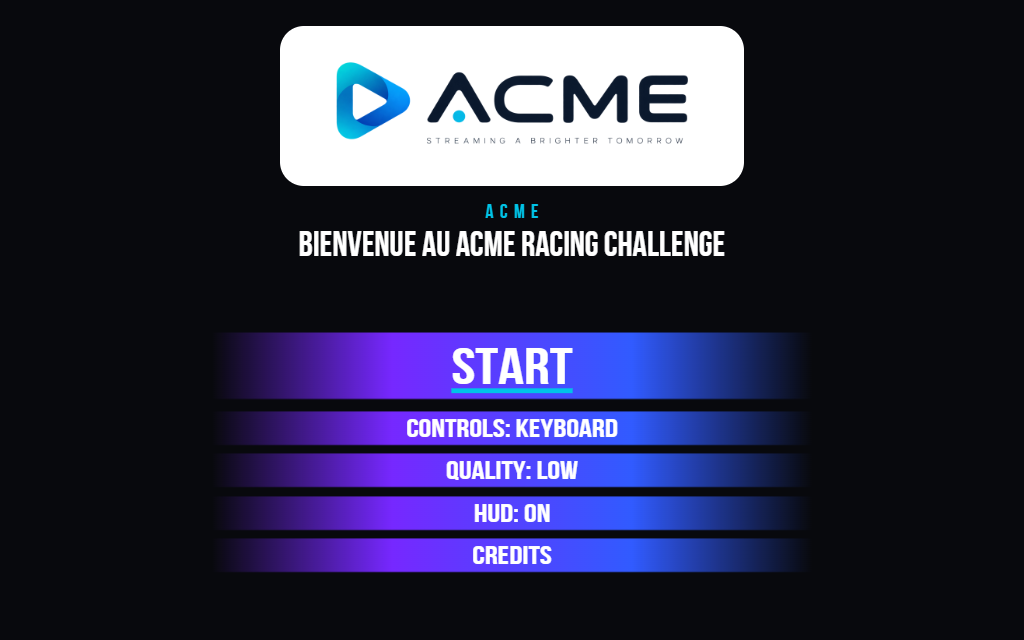 ACME
STREAMING A BRIGHTER TOMORROW
ACME
BIENVENUE AU ACME RACING CHALLENGE
START
CONTROLS: KEYBOARD
QUALITY: LOW
HUD: ON
CREDITS